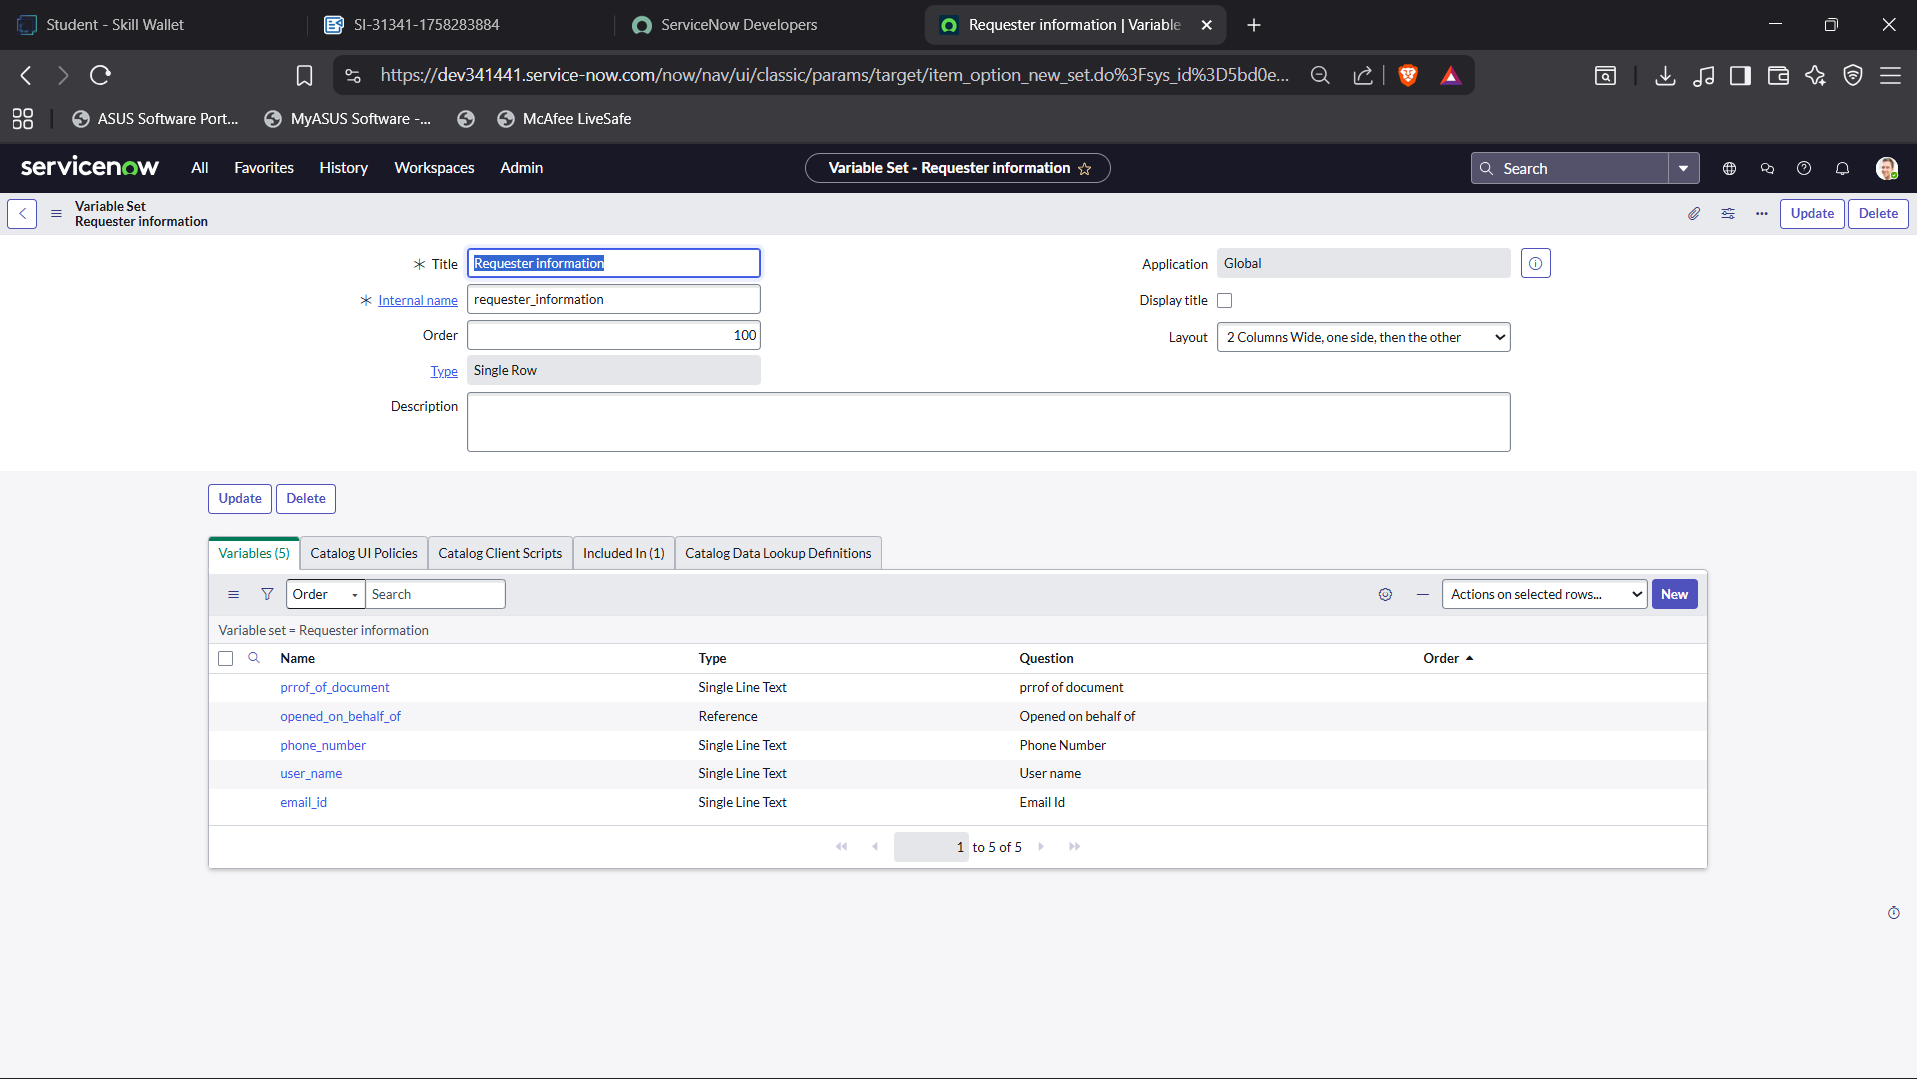 Student - Skill Wallet
SI-31341-1758283884
ServiceNow Developers
Requester information | Variable
https://dev341441.service-now.com/now/nav/ui/classic/params/target/item_option_new_set.do%3Fsys_id%3D5bd0e...
ASUS Software Port...
MyASUS Software -...
McAfee LiveSafe
servicenow
All
Favorites
History
Workspaces
Admin
Variable Set - Requester information
Search
Variable Set
Requester information
Update
Delete
Title
Requester information
Application
Global
Internal name
requester_information
Display title
Order
100
Layout
2 Columns Wide, one side, then the other
Type
Single Row
Description
Update
Delete
Variables (5)
Catalog UI Policies
Catalog Client Scripts
Included In (1)
Catalog Data Lookup Definitions
Order
Search
Actions on selected rows...
New
Variable set = Requester information
Name Type Question Order
prrof_of_document Single Line Text prrof of document
opened_on_behalf_of Reference Opened on behalf of
phone_number Single Line Text Phone Number
user_name Single Line Text User name
email_id Single Line Text Email Id
1 to 5 of 5